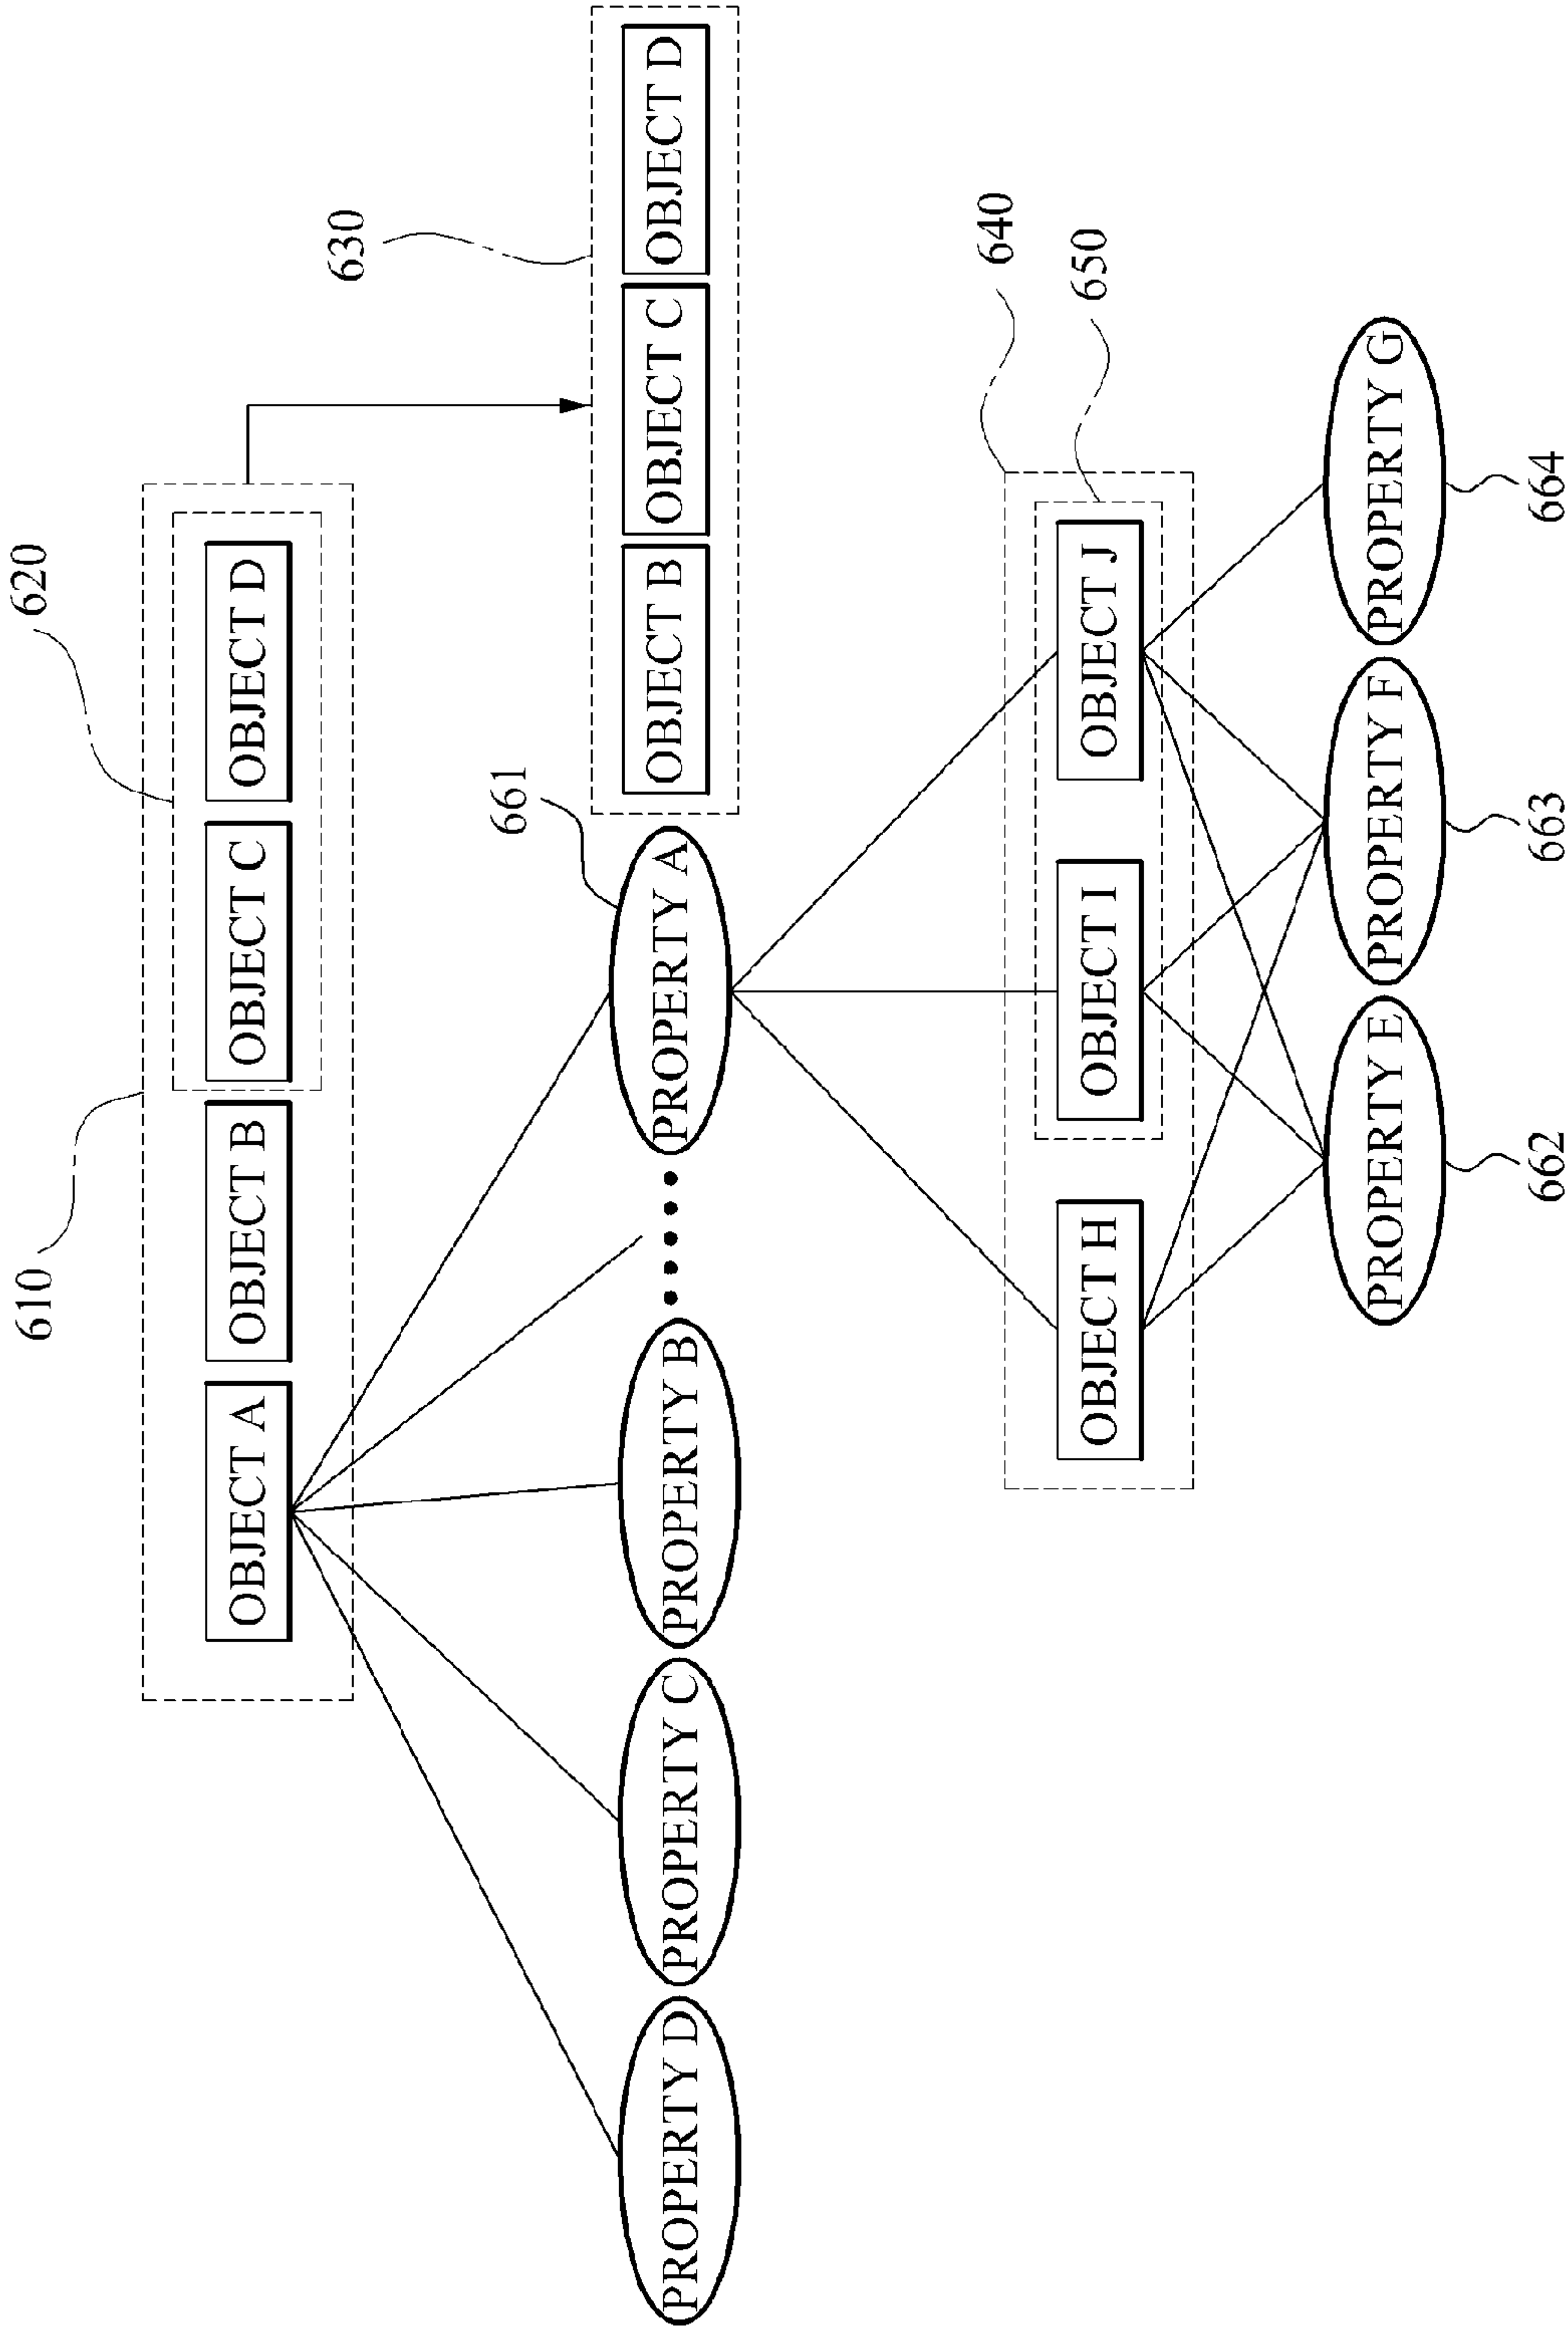 610
620
OBJECT A
OBJECT B
OBJECT C
OBJECT D
630
661
PROPERTY D
PROPERTY C
PROPERTY B
PROPERTY A
OBJECT B
OBJECT C
OBJECT D
640
650
OBJECT H
OBJECT I
OBJECT J
PROPERTY E
PROPERTY F
PROPERTY G
662
663
664